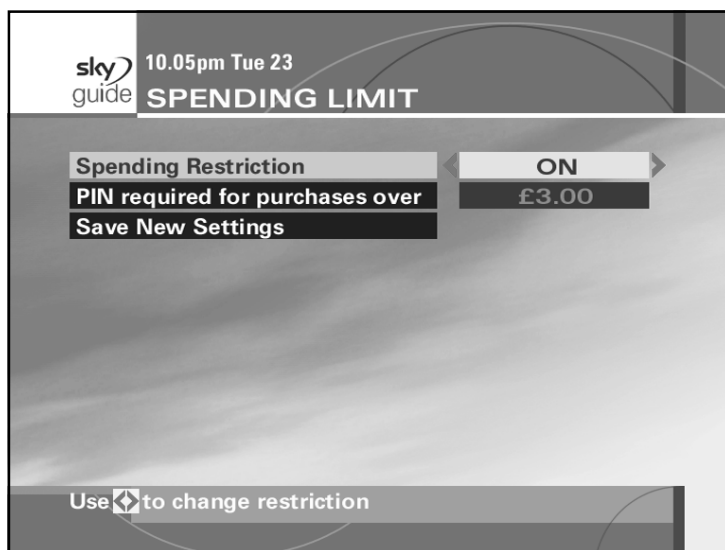 sky
guide
10.05pm Tue 23
SPENDING LIMIT
Spending Restriction ON
PIN required for purchases over £3.00
Save New Settings
Use to change restriction